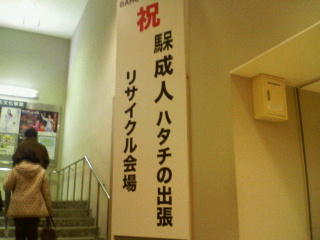 祝
成人 ハタチの出張
リサイクル会場